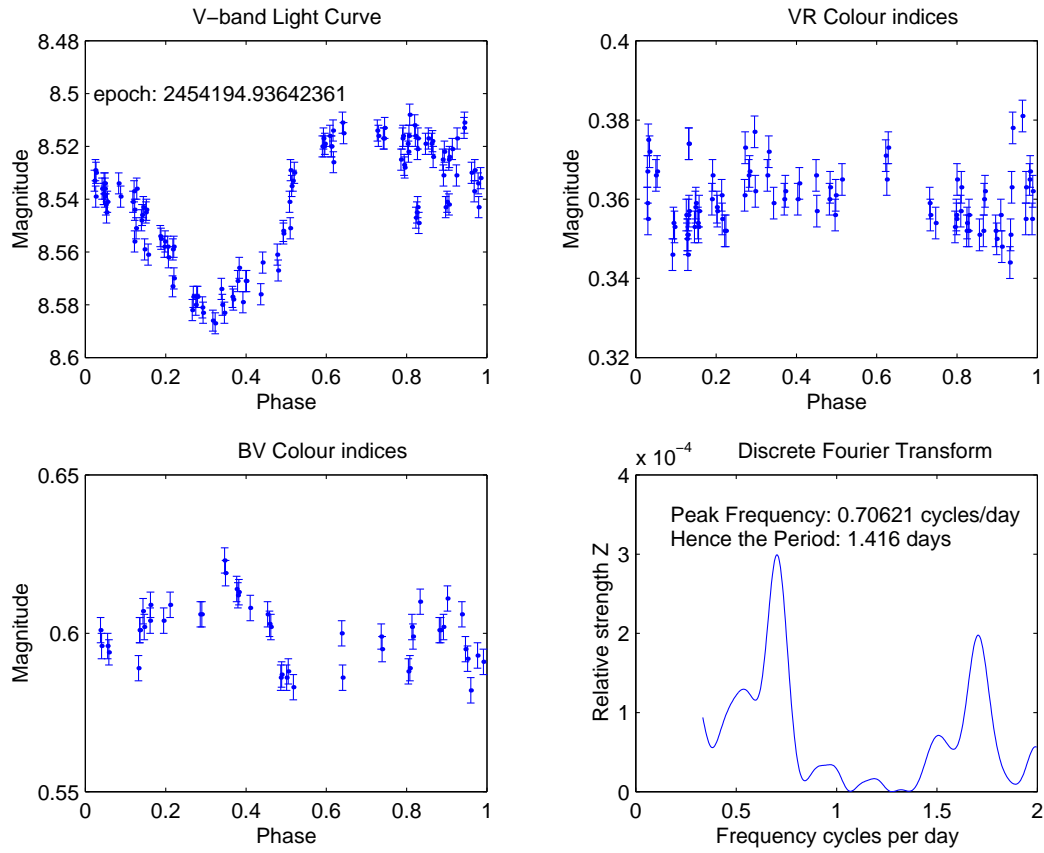 V−band Light Curve
8.48
8.5
8.52
8.54
8.56
8.58
8.6
Magnitude
epoch: 2454194.93642361
0
0.2
0.4
0.6
0.8
1
Phase
VR Colour indices
0.4
0.38
0.36
0.34
0.32
Magnitude
0
0.2
0.4
0.6
0.8
1
Phase
BV Colour indices
0.65
0.6
0.55
Magnitude
0
0.2
0.4
0.6
0.8
1
Phase
Discrete Fourier Transform
x 10−4
4
3
2
1
0
Relative strength Z
Peak Frequency: 0.70621 cycles/day
Hence the Period: 1.416 days
0
0.5
1
1.5
2
Frequency cycles per day